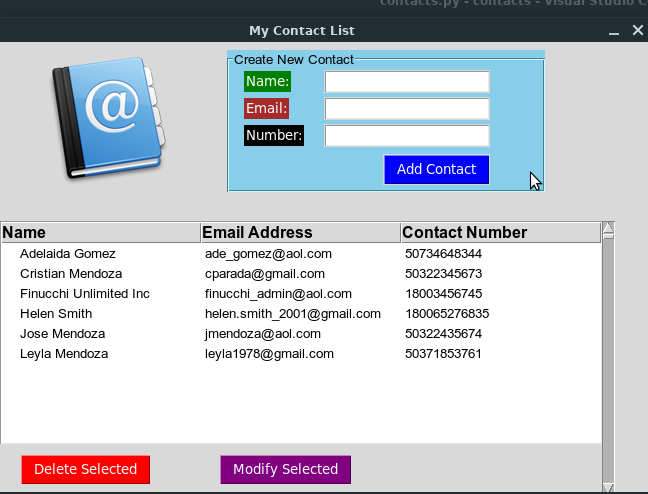 contacts.py - contacts - Visual Studio C
My Contact List
@
Create New Contact
Name:
Email:
Number:
Add Contact
Name Email Address Contact Number
Adelaida Gomez ade_gomez@aol.com 50734648344
Cristian Mendoza cparada@gmail.com 50322345673
Finucchi Unlimited Inc finucchi_admin@aol.com 18003456745
Helen Smith helen.smith_2001@gmail.com 180065276835
Jose Mendoza jmendoza@aol.com 50322435674
Leyla Mendoza leyla1978@gmail.com 50371853761
Delete Selected Modify Selected